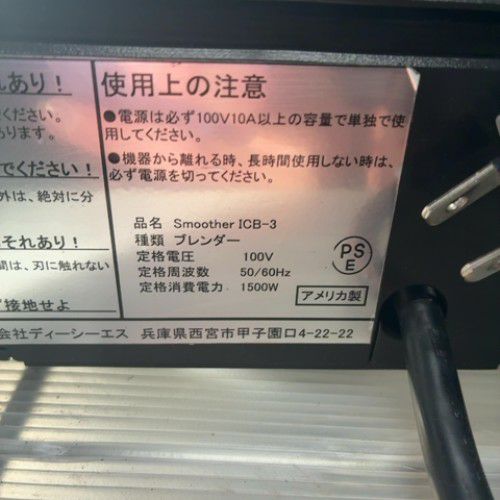 れあり！
ください。
あります。
でください！
外は、絶対に分
それあり！
間は、刃に触れない
ご接地せよ
使用上の注意
●電源は必ず100V10A以上の容量で単独で使
用してください。
●機器から離れる時、長時間使用しない時は、
必ず電源を切ってください。
品名 Smoother ICB-3
種類 ブレンダー
定格電圧 100V
定格周波数 50/60Hz
定格消費電力 1500W
PS
E
アメリカ製
会社ディーシーエス 兵庫県西宮市甲子園口4-22-22